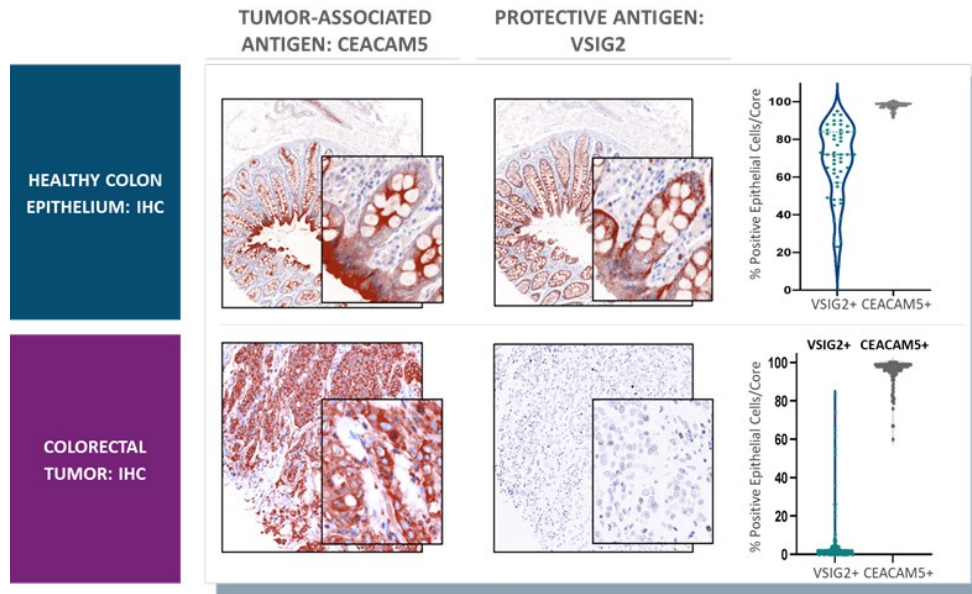 TUMOR-ASSOCIATED
ANTIGEN: CEACAM5
PROTECTIVE ANTIGEN:
VSIG2
HEALTHY COLON
EPITHELIUM: IHC
% Positive Epithelial Cells/Core
100
80
60
40
20
0
VSIG2+ CEACAM5+
COLORECTAL
TUMOR: IHC
VSIG2+ CEACAM5+
% Positive Epithelial Cells/Core
100
80
60
40
20
0
VSIG2+ CEACAM5+